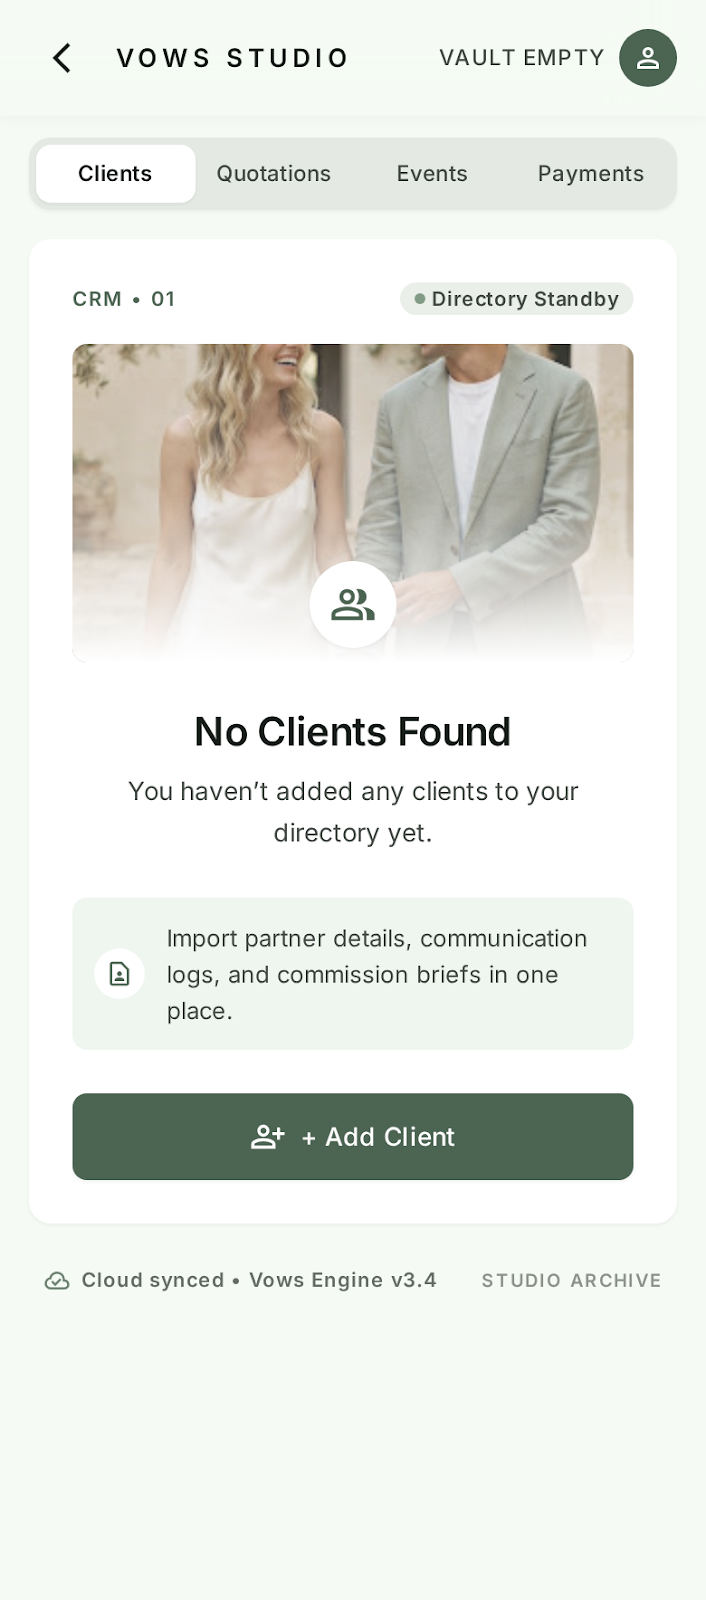 VOWS STUDIO
VAULT EMPTY
Clients
Quotations
Events
Payments
CRM • 01
Directory Standby
No Clients Found
You haven’t added any clients to your
directory yet.
Import partner details, communication
logs, and commission briefs in one
place.
+ Add Client
Cloud synced • Vows Engine v3.4
STUDIO ARCHIVE